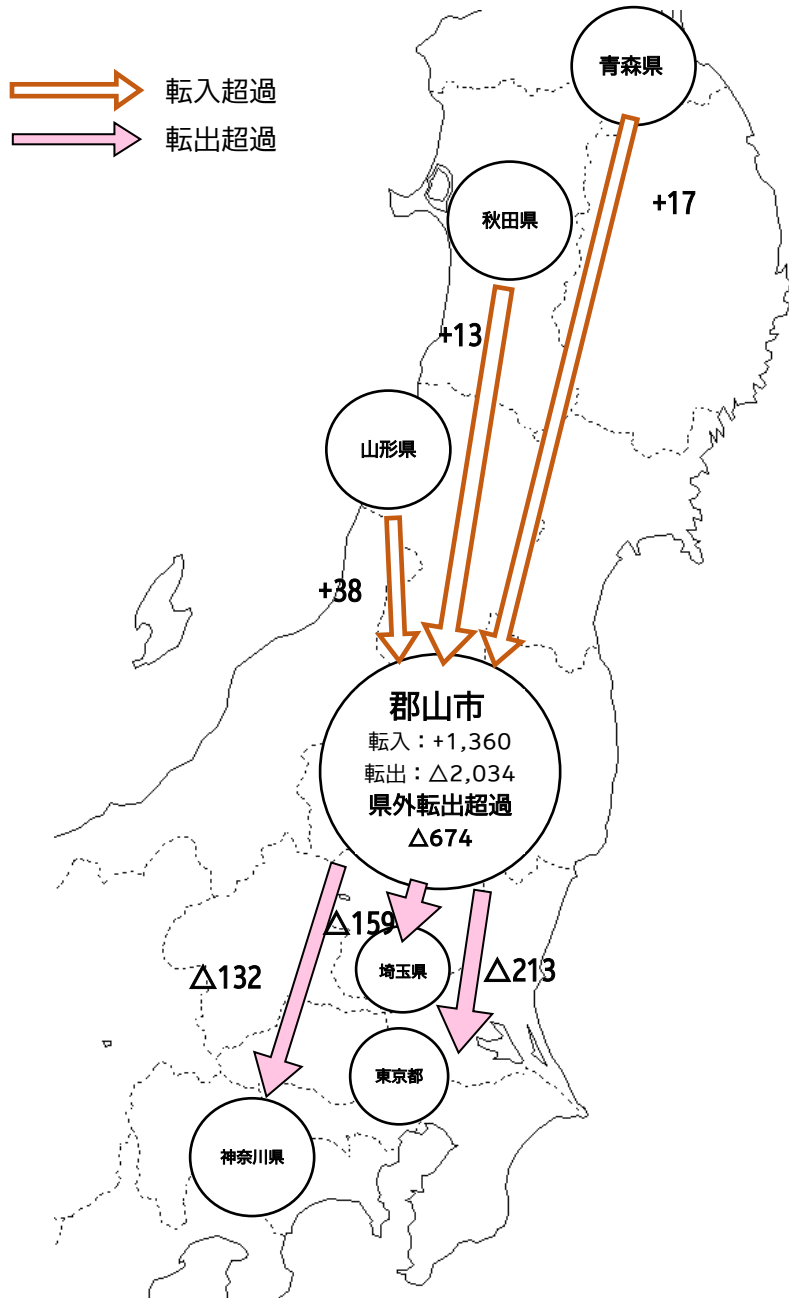 転入超過
転出超過
青森県
+17
秋田県
+13
山形県
+38
郡山市
転入：+1,360
転出：△2,034
県外転出超過
△674
△159
△132
埼玉県
△213
東京都
神奈川県